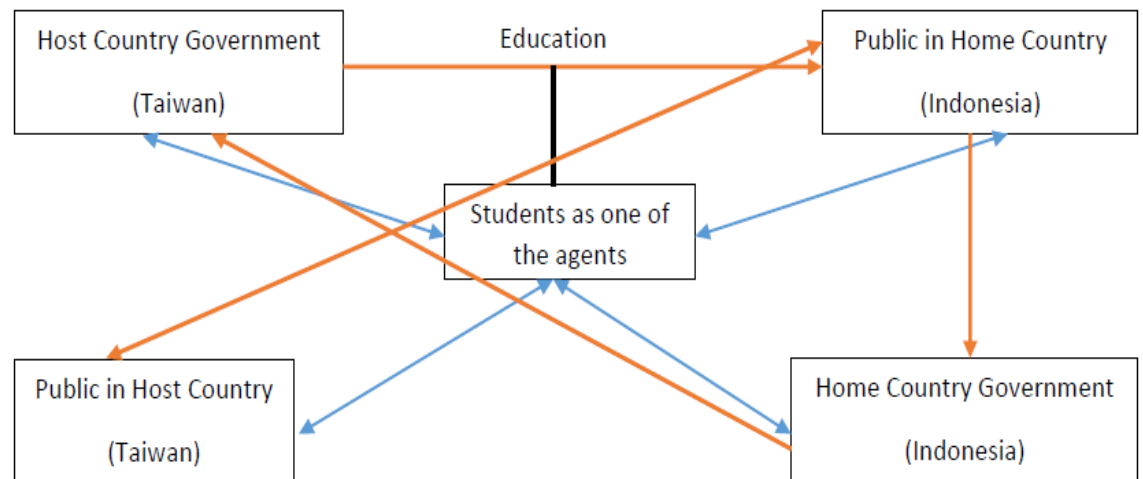 Host Country Government
(Taiwan)
Education
Public in Home Country
(Indonesia)
Students as one of
the agents
Public in Host Country
(Taiwan)
Home Country Government
(Indonesia)